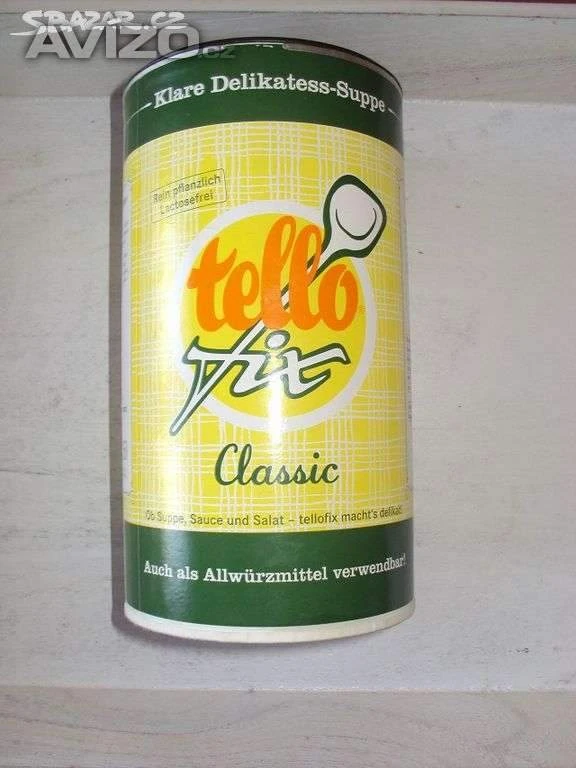 SBAZAR.CZ
AVIZO.cz
Klare Delikatess-Suppe
Rein pflanzlich
Lactosefrei
tello
fix
Classic
Ob Suppe, Sauce und Salat – tellofix macht's delikat!
Auch als Allwürzmittel verwendbar!